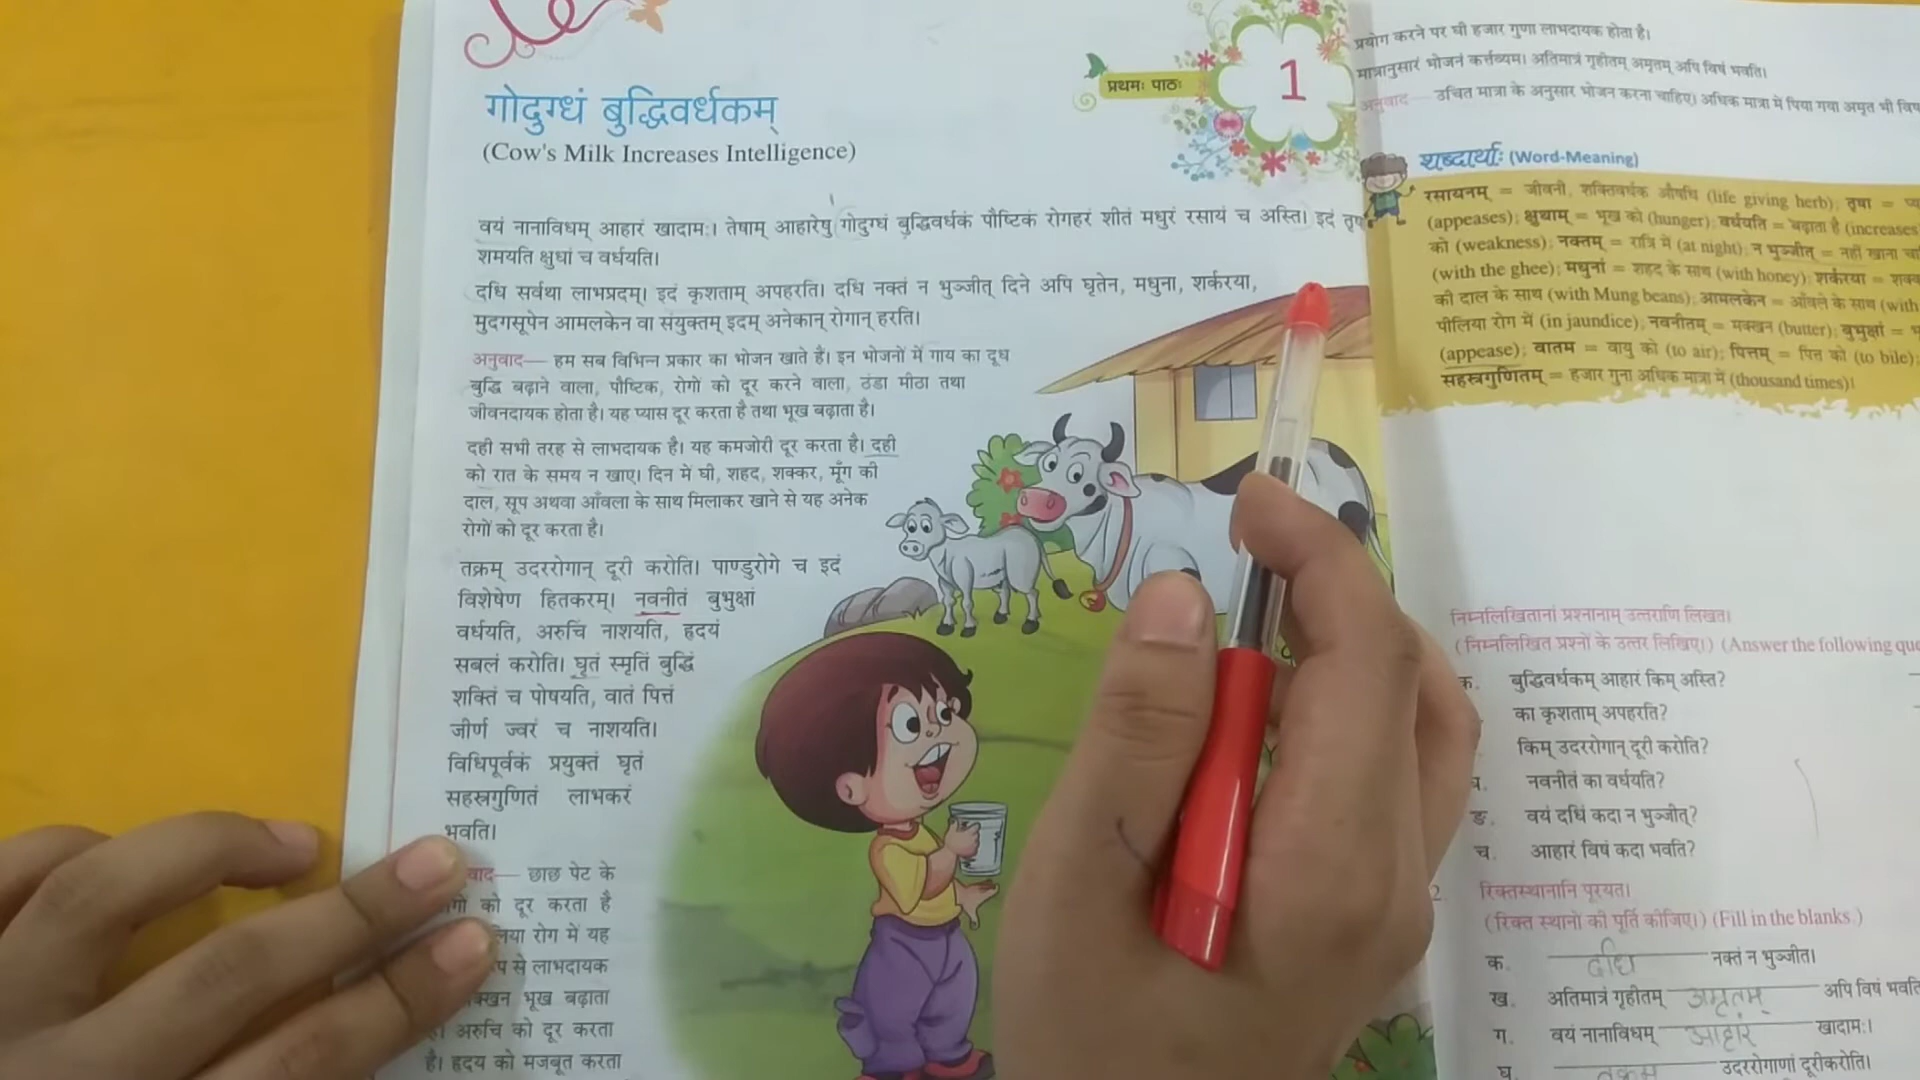 प्रथमः पाठः
1
गोदुग्धं बुद्धिवर्धकम्
(Cow's Milk Increases Intelligence)
वयं नानाविधम् आहारं खादामः। तेषाम् आहारेषु गोदुग्धं बुद्धिवर्धकं पौष्टिकं रोगहरं शीतं मधुरं रसायं च अस्ति। इदं
शमयति क्षुधां च वर्धयति।
दधि सर्वथा लाभप्रदम्। इदं कृशताम् अपहरति। दधि नक्तं न भुञ्जीत् दिने अपि घृतेन, मधुना, शर्करया,
मुदगसूपेन आमलकेन वा संयुक्तम् इदम् अनेकान् रोगान् हरति।
अनुवाद— हम सब विभिन्न प्रकार का भोजन खाते हैं। इन भोजनों में गाय का दूध
बुद्धि बढ़ाने वाला, पौष्टिक, रोगों को दूर करने वाला, ठंडा मीठा तथा
जीवनदायक होता है। यह प्यास दूर करता है तथा भूख बढ़ाता है।
दही सभी तरह से लाभदायक है। यह कमजोरी दूर करता है। दही
को रात के समय न खाए। दिन में घी, शहद, शक्कर, मूँग की
दाल, सूप अथवा आँवला के साथ मिलाकर खाने से यह अनेक
रोगों को दूर करता है।
तक्रम् उदररोगान् दूरी करोति। पाण्डुरोगे च इदं
विशेषेण हितकरम्। नवनीतं बुभुक्षां
वर्धयति, अरुचिं नाशयति, हृदयं
सबलं करोति। घृतं स्मृतिं बुद्धिं
शक्तिं च पोषयति, वातं पित्तं
जीर्ण ज्वरं च नाशयति।
विधिपूर्वकं प्रयुक्तं घृतं
सहस्त्रगुणितं लाभकरं
भवति।
छाछ पेट के
को दूर करता है
रोग में यह
से लाभदायक
भूख बढ़ाता
अरुचि को दूर करता
है। हृदय को मजबूत करता
प्रयोग करने पर घी हजार गुणा लाभदायक होता है।
मात्रानुसारं भोजनं कर्त्तव्यम। अतिमात्रं गृहीतम् अमृतम् अपि विषं भवति।
अनुवाद— उचित मात्रा के अनुसार भोजन करना चाहिए। अधिक मात्रा में पिया गया अमृत भी
शब्दार्थाः (Word-Meaning)
रसायनम् = जीवनी, शक्तिवर्धक औषधि (life giving herb); तृषा =
(appeases); क्षुधाम् = भूख को (hunger); वर्धयति = बढ़ाता है (increases
को (weakness); नक्तम् = रात्रि में (at night); न भुञ्जीत् = नहीं खाना
(with the ghee); मधुनां = शहद के साथ (with honey); शर्करया =
की दाल के साथ (with Mung beans); आमलकेन = आँवले के साथ (with
पीलिया रोग में (in jaundice); नवनीतम् = मक्खन (butter); बुभुक्षां =
(appease); वातम = वायु को (to air); पित्तम् = पित्त को (to bile);
सहस्त्रगुणितम् = हजार गुना अधिक मात्रा में (thousand times)।
निम्नलिखितानां प्रश्नानाम् उत्तराणि लिखत।
(निम्नलिखित प्रश्नों के उत्तर लिखिए।) (Answer the following
क. बुद्धिवर्धकम् आहारं किम् अस्ति?
का कृशताम् अपहरति?
किम् उदररोगान् दूरी करोति?
नवनीतं का वर्धयति?
ङ. वयं दधिं कदा न भुञ्जीत्?
च. आहारं विषं कदा भवति?
2. रिक्तस्थानानि पूरयत।
(रिक्त स्थानों की पूर्ति कीजिए।) (Fill in the blanks.)
क. दधि नक्तं न भुञ्जीत।
ख. अतिमात्रं गृहीतम् अमृतम् अपि विषं भवति
ग. वयं नानाविधम् आहारं खादामः।
घ. उदररोगाणां दूरीकरोति।